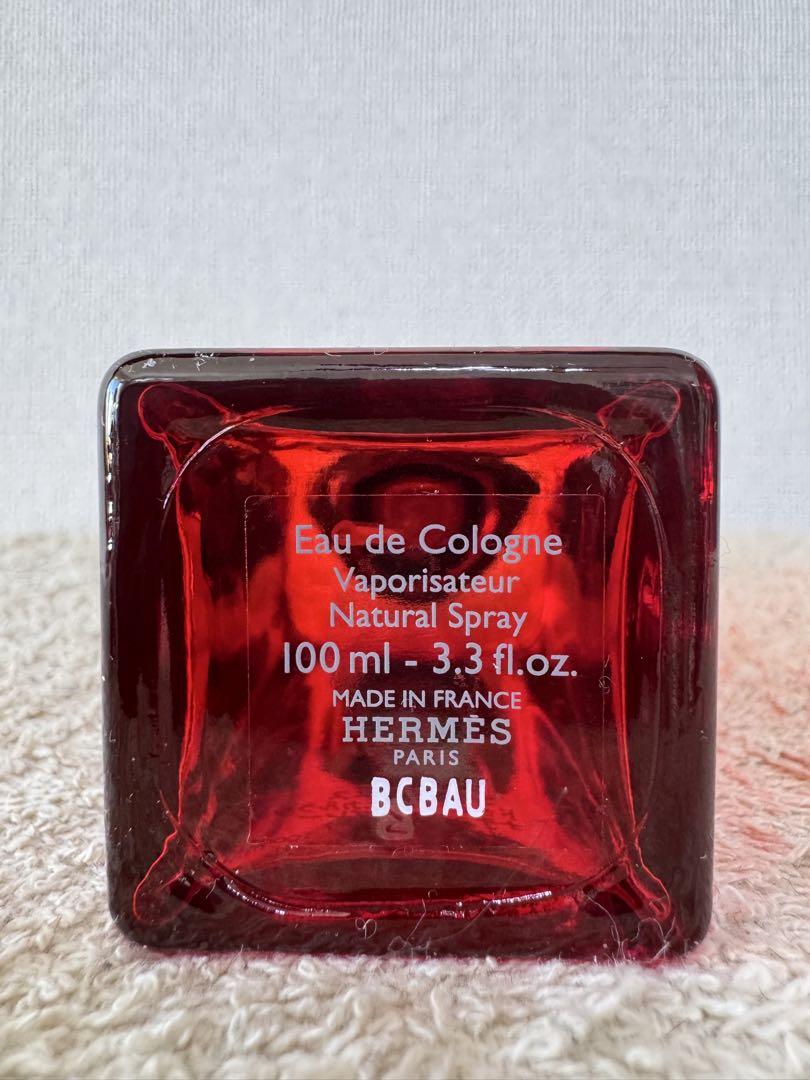 Eau de Cologne
Vaporisateur
Natural Spray
100 ml - 3.3 fl.oz.
MADE IN FRANCE
HERMÈS
PARIS
BCBAU